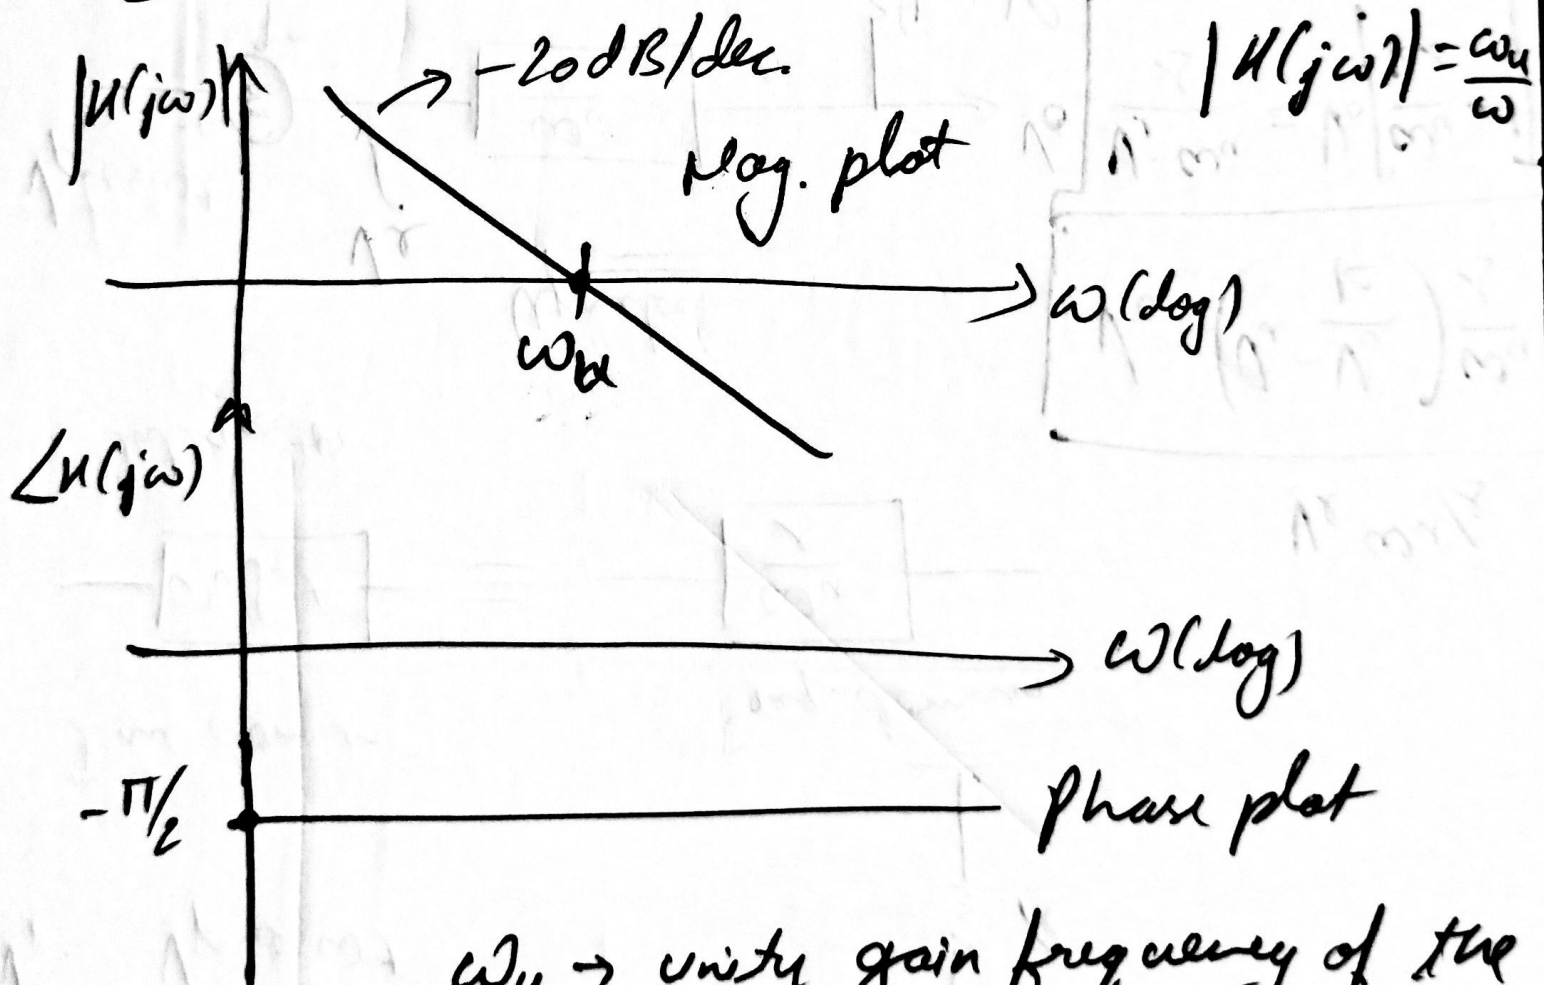 |H(jω)|
→ -20dB/dec.
|H(jω)| = ωu/ω
Mag. plot
ω(log)
ωu
∠H(jω)
ω(log)
-π/2
Phase plot
ωu → unity gain frequency of the